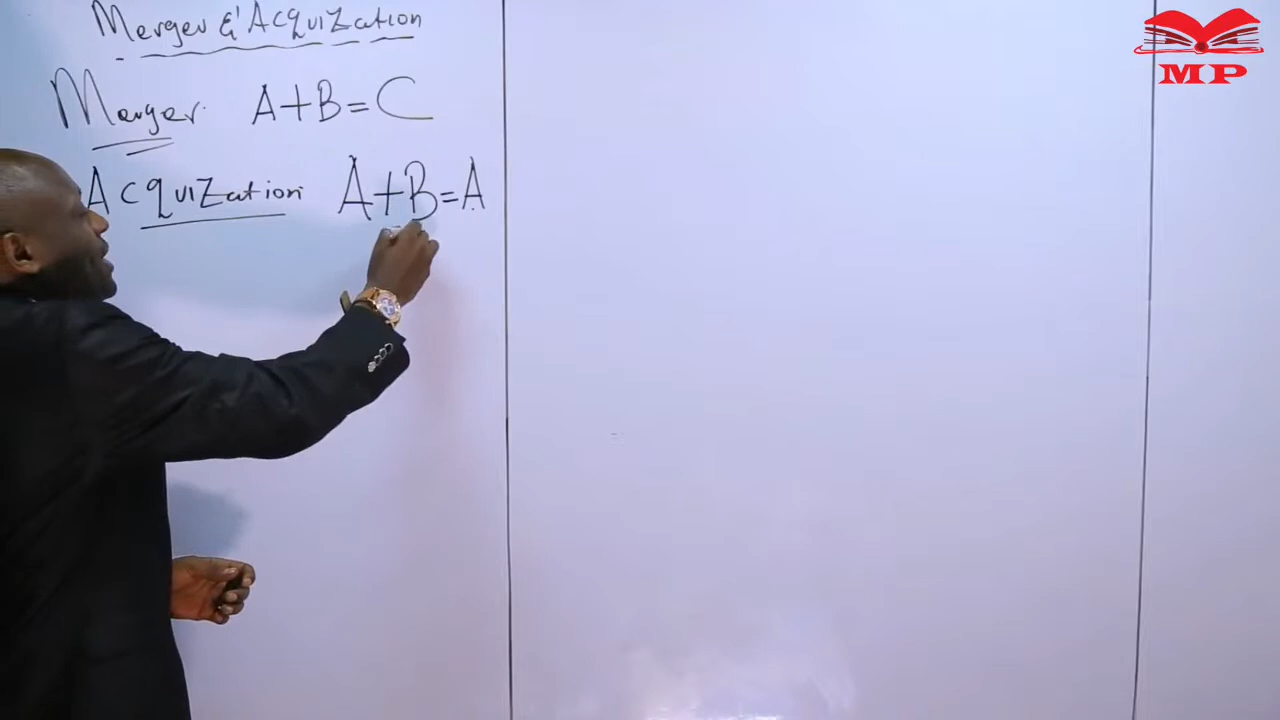 Merger & AcquiZation
Merger. A+B=C
AcquiZation A+B=A
MP